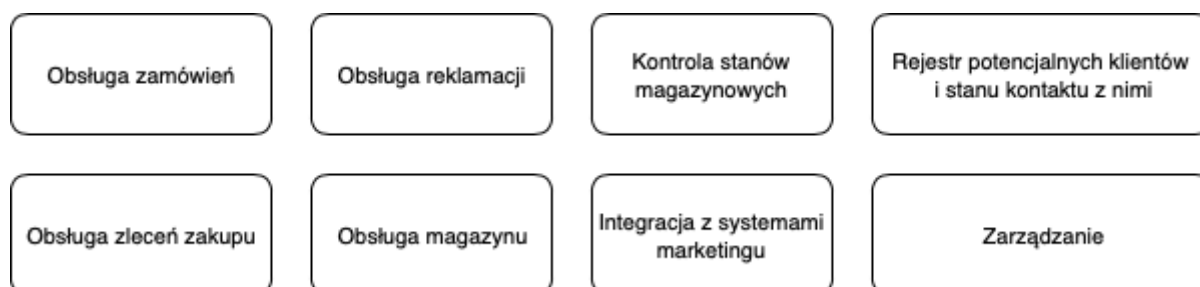 Obsługa zamówień
Obsługa reklamacji
Kontrola stanów
magazynowych
Rejestr potencjalnych klientów
i stanu kontaktu z nimi
Obsługa zleceń zakupu
Obsługa magazynu
Integracja z systemami
marketingu
Zarządzanie